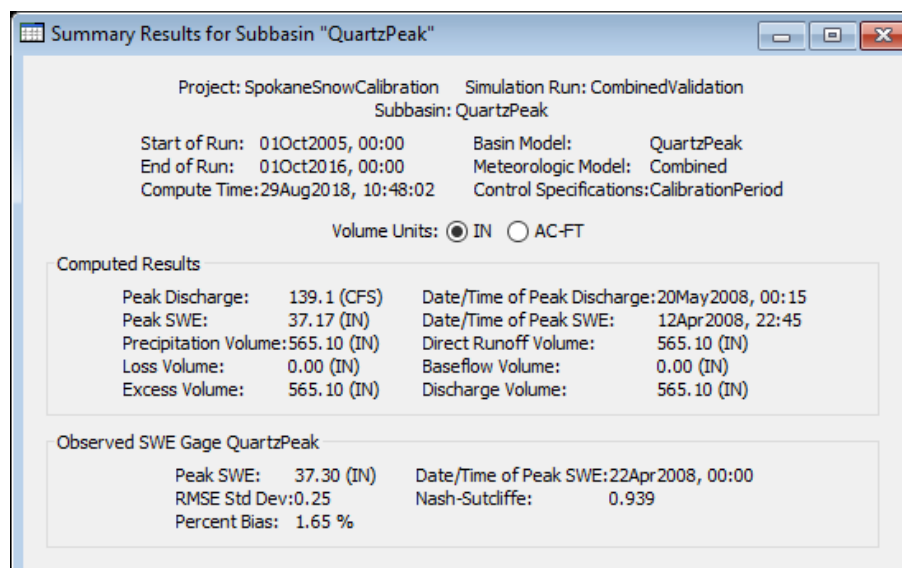 Summary Results for Subbasin "QuartzPeak"
Project: SpokaneSnowCalibration Simulation Run: CombinedValidation
Subbasin: QuartzPeak
Start of Run: 01Oct2005, 00:00 Basin Model: QuartzPeak
End of Run: 01Oct2016, 00:00 Meteorologic Model: Combined
Compute Time:29Aug2018, 10:48:02 Control Specifications:CalibrationPeriod
Volume Units: IN AC-FT
Computed Results
Peak Discharge: 139.1 (CFS) Date/Time of Peak Discharge:20May2008, 00:15
Peak SWE: 37.17 (IN) Date/Time of Peak SWE: 12Apr2008, 22:45
Precipitation Volume:565.10 (IN) Direct Runoff Volume: 565.10 (IN)
Loss Volume: 0.00 (IN) Baseflow Volume: 0.00 (IN)
Excess Volume: 565.10 (IN) Discharge Volume: 565.10 (IN)
Observed SWE Gage QuartzPeak
Peak SWE: 37.30 (IN) Date/Time of Peak SWE:22Apr2008, 00:00
RMSE Std Dev:0.25 Nash-Sutcliffe: 0.939
Percent Bias: 1.65 %